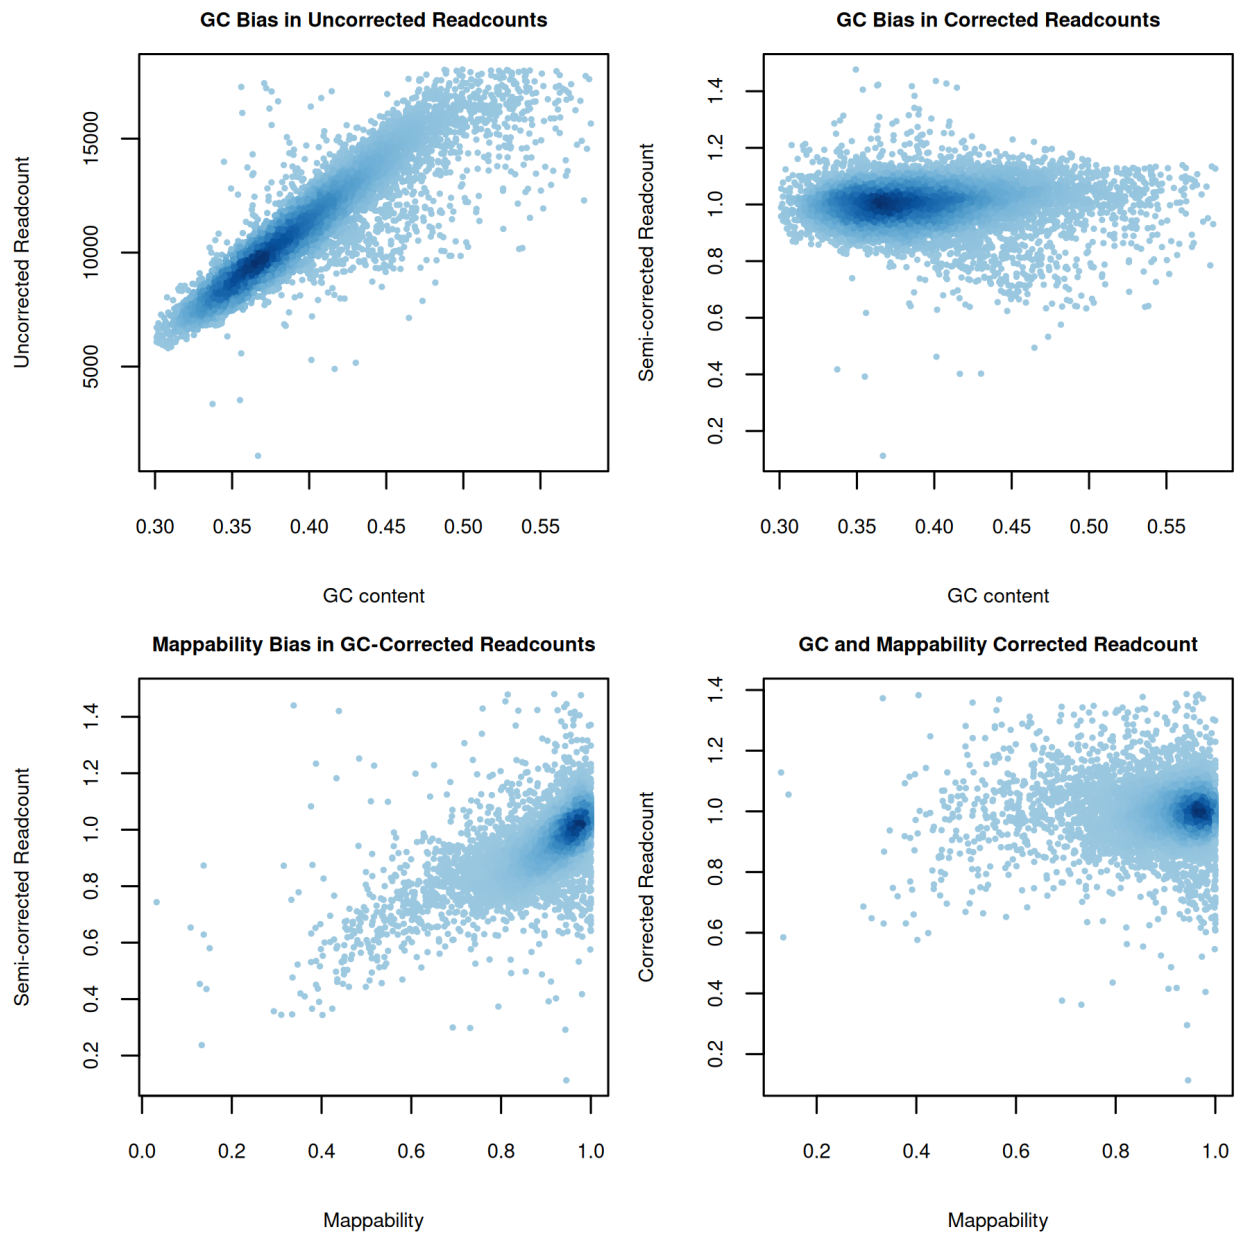 GC Bias in Uncorrected Readcounts
Uncorrected Readcount
15000
10000
5000
0.30 0.35 0.40 0.45 0.50 0.55
GC content
GC Bias in Corrected Readcounts
Semi-corrected Readcount
1.4
1.2
1.0
0.8
0.6
0.4
0.2
0.30 0.35 0.40 0.45 0.50 0.55
GC content
Mappability Bias in GC-Corrected Readcounts
Semi-corrected Readcount
1.4
1.2
1.0
0.8
0.6
0.4
0.2
0.0 0.2 0.4 0.6 0.8 1.0
Mappability
GC and Mappability Corrected Readcount
Corrected Readcount
1.4
1.2
1.0
0.8
0.6
0.4
0.2
0.2 0.4 0.6 0.8 1.0
Mappability